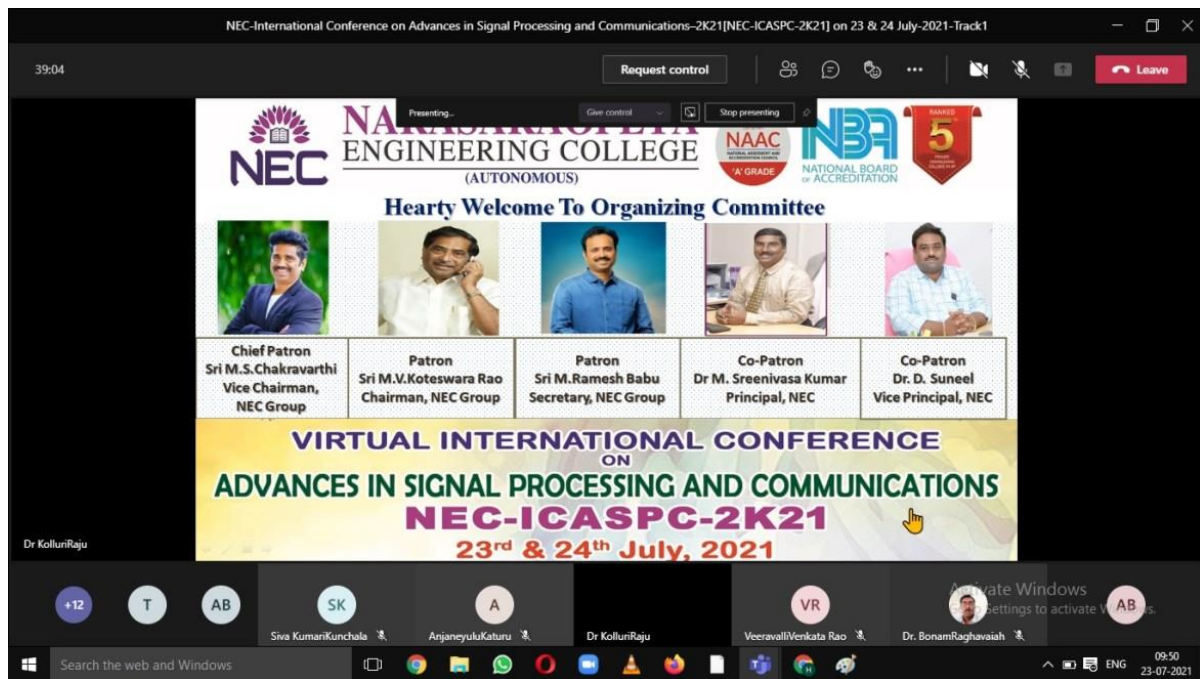 NEC-International Conference on Advances in Signal Processing and Communications–2K21[NEC-ICASPC-2K21] on 23 & 24 July-2021-Track1
39:04
Request control
Leave
Presenting...
Give control
Stop presenting
NEC
NARASARAOPETA
ENGINEERING COLLEGE
(AUTONOMOUS)
NAAC
'A' GRADE
NBA
NATIONAL BOARD
OF ACCREDITATION
RANKED
5
Hearty Welcome To Organizing Committee
Chief Patron
Sri M.S.Chakravarthi
Vice Chairman,
NEC Group
Patron
Sri M.V.Koteswara Rao
Chairman, NEC Group
Patron
Sri M.Ramesh Babu
Secretary, NEC Group
Co-Patron
Dr M. Sreenivasa Kumar
Principal, NEC
Co-Patron
Dr. D. Suneel
Vice Principal, NEC
VIRTUAL INTERNATIONAL CONFERENCE
ON
ADVANCES IN SIGNAL PROCESSING AND COMMUNICATIONS
NEC-ICASPC-2K21
23rd & 24th July, 2021
Dr KolluriRaju
+12
T
AB
SK
Siva KumariKunchala
A
AnjaneyuluKaturu
Dr KolluriRaju
VR
VeeravalliVenkata Rao
Dr. BonamRaghavaiah
AB
Activate Windows
Settings to activate
Search the web and Windows
ENG
09:50
23-07-2021